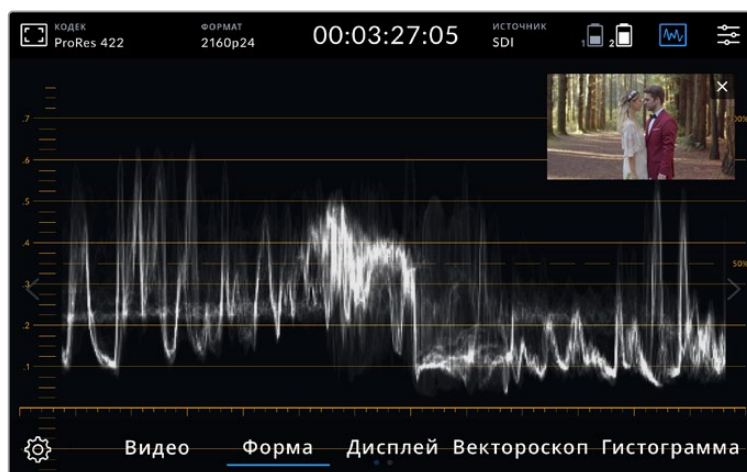 КОДЕК
ProRes 422
ФОРМАТ
2160p24
00:03:27:05
ИСТОЧНИК
SDI
1
2
.7
.6
.5
.4
.3
.2
.1
50%
Видео Форма Дисплей Вектороскоп Гистограмма